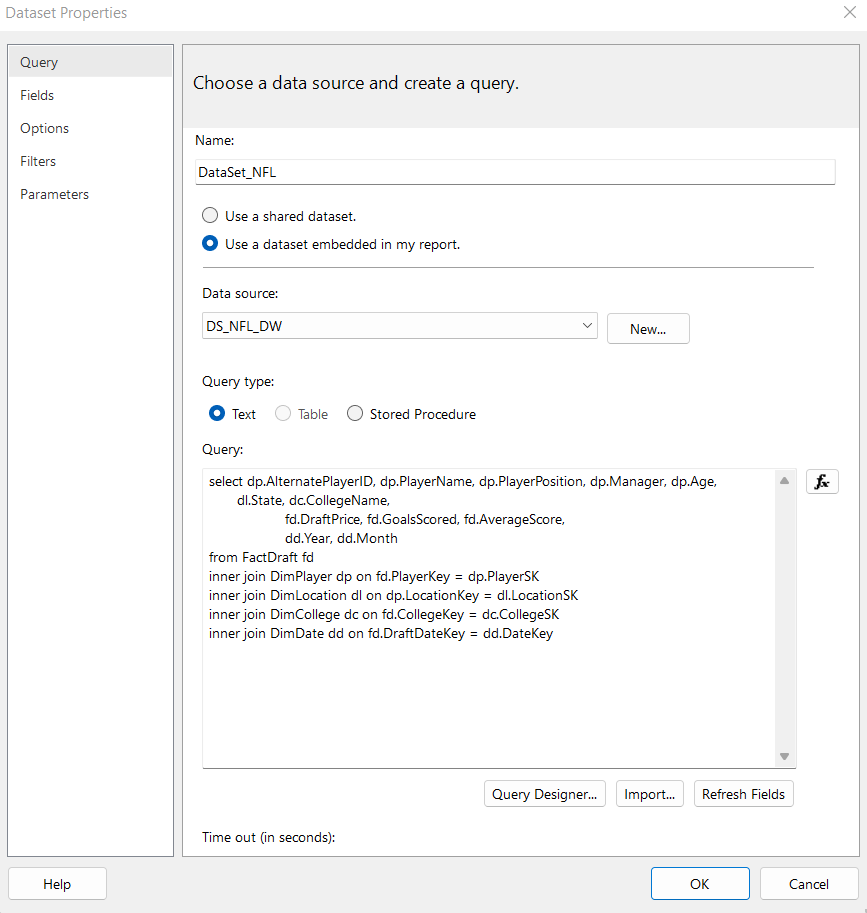 Dataset Properties
Query
Fields
Options
Filters
Parameters
Choose a data source and create a query.
Name:
DataSet_NFL
Use a shared dataset.
Use a dataset embedded in my report.
Data source:
DS_NFL_DW
New...
Query type:
Text Table Stored Procedure
Query:
select dp.AlternatePlayerID, dp.PlayerName, dp.PlayerPosition, dp.Manager, dp.Age,
dl.State, dc.CollegeName,
fd.DraftPrice, fd.GoalsScored, fd.AverageScore,
dd.Year, dd.Month
from FactDraft fd
inner join DimPlayer dp on fd.PlayerKey = dp.PlayerSK
inner join DimLocation dl on dp.LocationKey = dl.LocationSK
inner join DimCollege dc on fd.CollegeKey = dc.CollegeSK
inner join DimDate dd on fd.DraftDateKey = dd.DateKey
fx
Query Designer... Import... Refresh Fields
Time out (in seconds):
Help OK Cancel